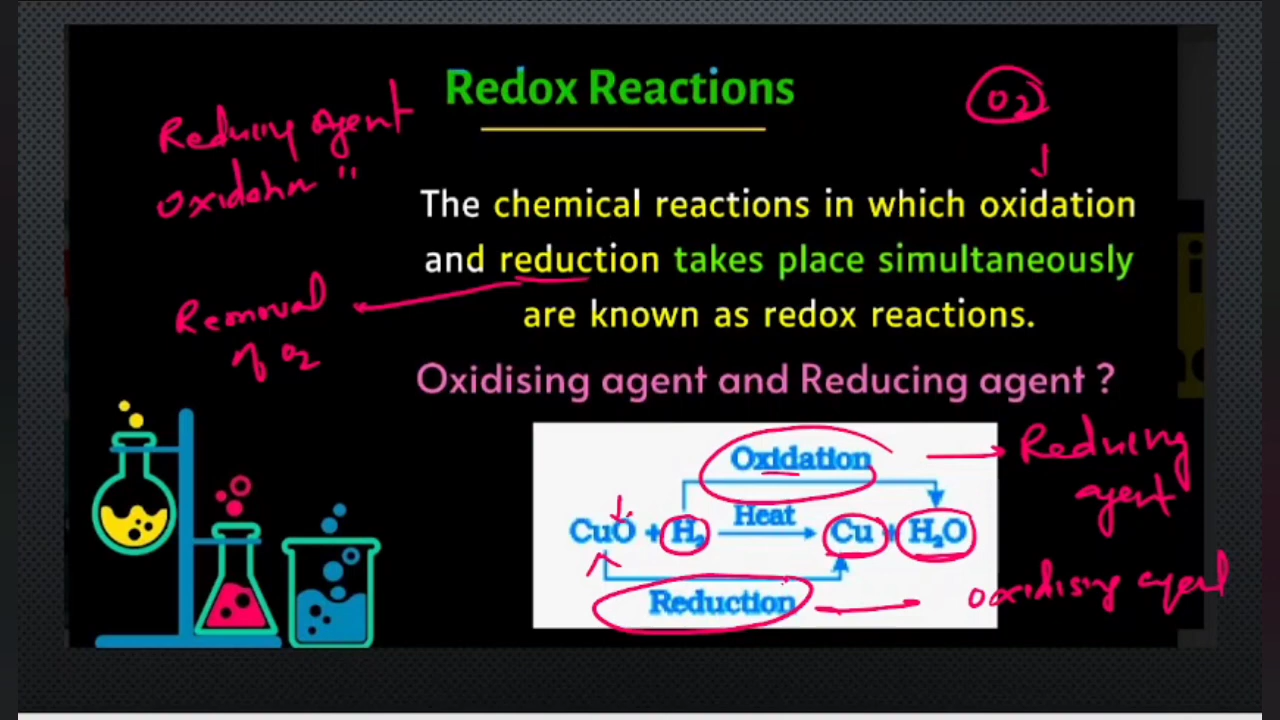 Redox Reactions
O2
Reducing agent
oxidahn "
The chemical reactions in which oxidation
and reduction takes place simultaneously
are known as redox reactions.
Removal
of O2
Oxidising agent and Reducing agent ?
Oxidation
Reducing
agent
Heat
CuO + H₂ → Cu + H₂O
Reduction
oxidising agent